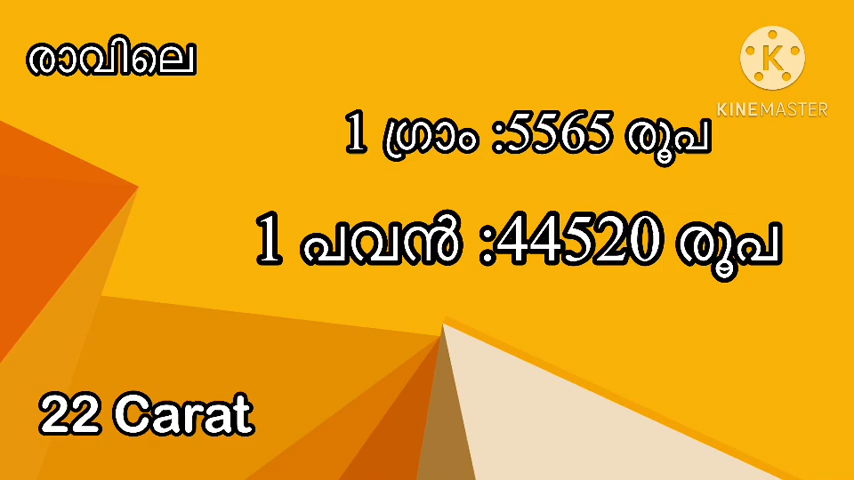 രാവിലെ
KINEMASTER
1 ഗ്രാം :5565 രൂപ
1 പവൻ :44520 രൂപ
22 Carat